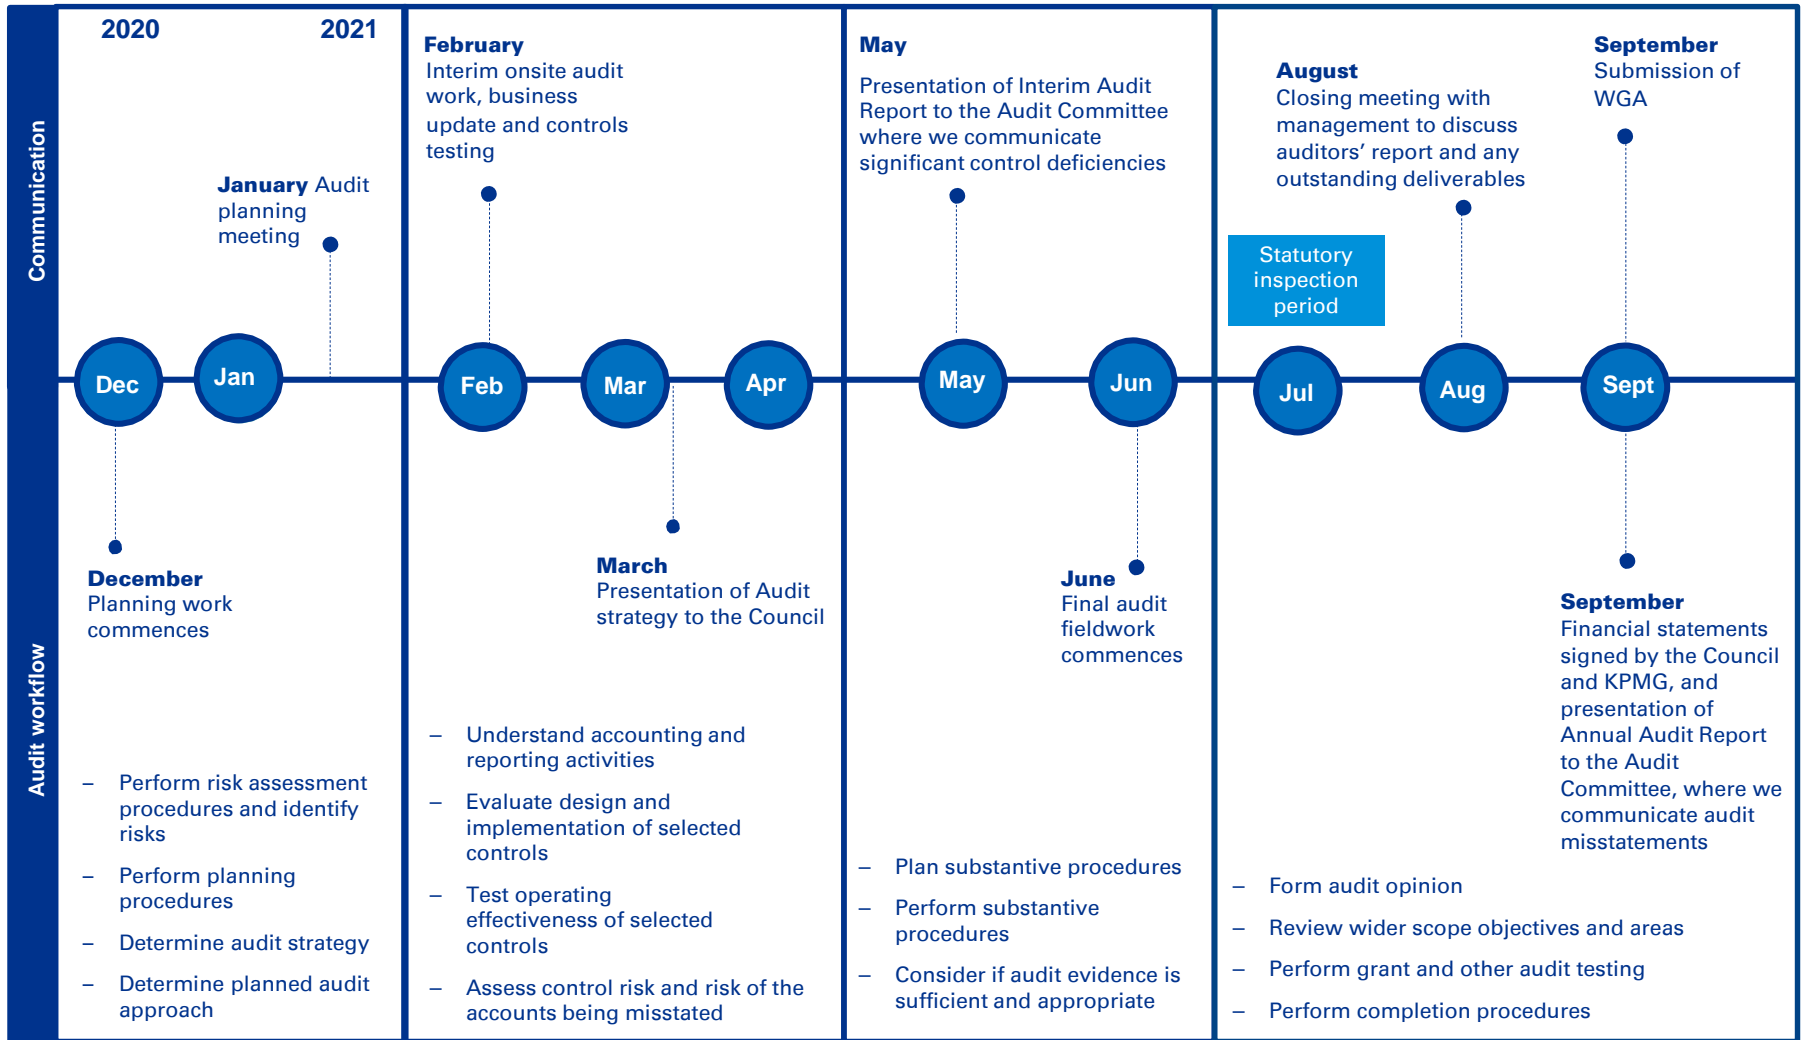 2020
2021
Communication
January Audit
planning
meeting
February
Interim onsite audit
work, business
update and controls
testing
May
Presentation of Interim Audit
Report to the Audit Committee
where we communicate
significant control deficiencies
August
Closing meeting with
management to discuss
auditors’ report and any
outstanding deliverables
September
Submission of
WGA
Statutory
inspection
period
Dec
Jan
Feb
Mar
Apr
May
Jun
Jul
Aug
Sept
Audit workflow
December
Planning work
commences
March
Presentation of Audit
strategy to the Council
June
Final audit
fieldwork
commences
September
Financial statements
signed by the Council
and KPMG, and
presentation of
Annual Audit Report
to the Audit
Committee, where we
communicate audit
misstatements
– Perform risk assessment
procedures and identify
risks
– Perform planning
procedures
– Determine audit strategy
– Determine planned audit
approach
– Understand accounting and
reporting activities
– Evaluate design and
implementation of selected
controls
– Test operating
effectiveness of selected
controls
– Assess control risk and risk of the
accounts being misstated
– Plan substantive procedures
– Perform substantive
procedures
– Consider if audit evidence is
sufficient and appropriate
– Form audit opinion
– Review wider scope objectives and areas
– Perform grant and other audit testing
– Perform completion procedures